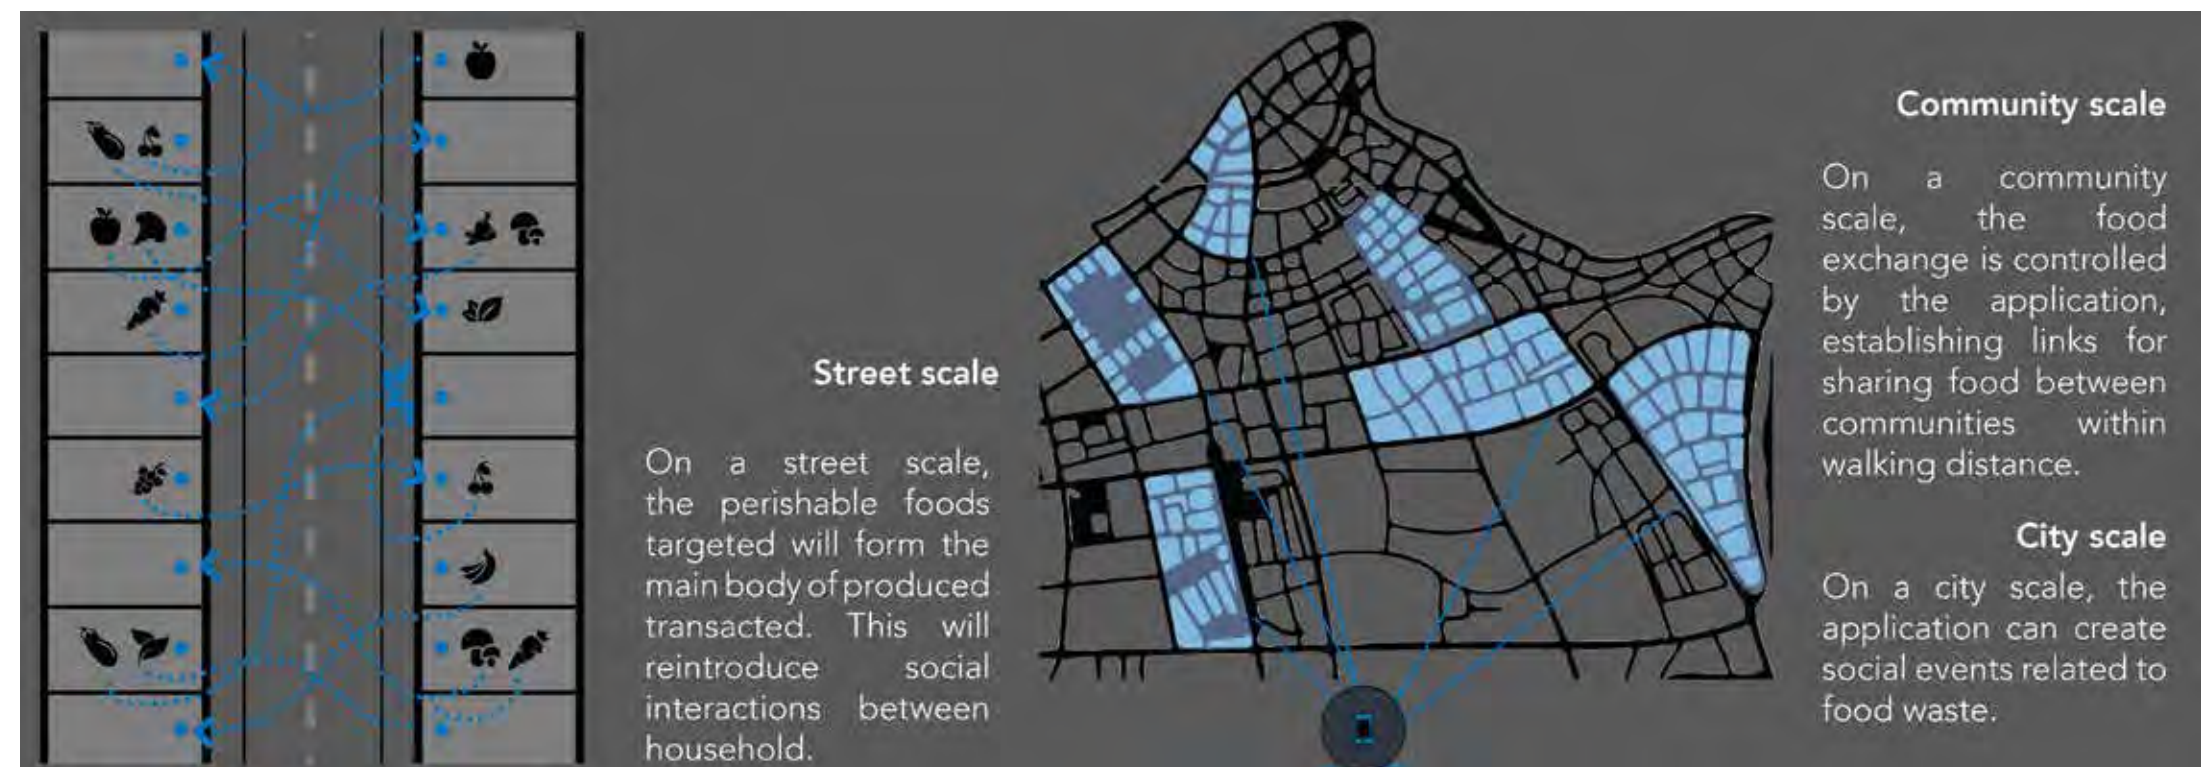 Street scale
On a street scale,
the perishable foods
targeted will form the
main body of produced
transacted. This will
reintroduce social
interactions between
household.
Community scale
On a community
scale, the food
exchange is controlled
by the application,
establishing links for
sharing food between
communities within
walking distance.
City scale
On a city scale, the
application can create
social events related to
food waste.